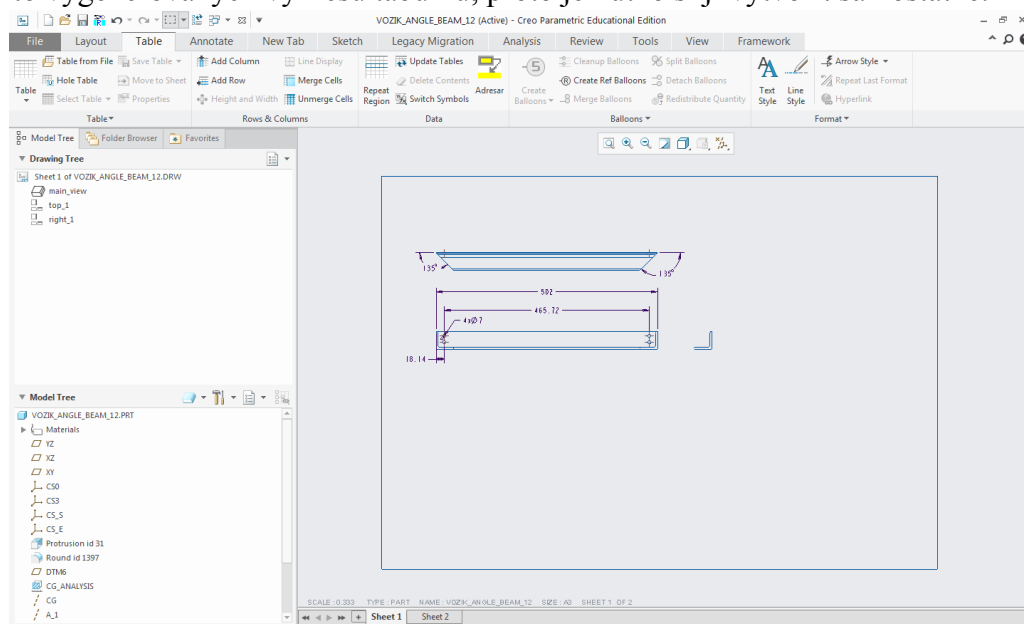 VOZIK_ANGLE_BEAM_12 (Active) - Creo Parametric Educational Edition
File Layout Table Annotate New Tab Sketch Legacy Migration Analysis Review Tools View Framework
Table from File Save Table Add Column Line Display Update Tables Cleanup Balloons Split Balloons Arrow Style
Hole Table Move to Sheet Add Row Merge Cells Delete Contents Create Ref Balloons Detach Balloons Repeat Last Format
Table Select Table Properties Height and Width Unmerge Cells Repeat Region Switch Symbols Adresar Create Balloons Merge Balloons Redistribute Quantity Text Style Line Style Hyperlink
Table Rows & Columns Data Balloons Format
Model Tree Folder Browser Favorites
Drawing Tree
Sheet 1 of VOZIK_ANGLE_BEAM_12.DRW
main_view
top_1
right_1
135°
135°
502
465.72
4xØ7
18.14
Model Tree
VOZIK_ANGLE_BEAM_12.PRT
Materials
YZ
XZ
XY
CS0
CS3
CS_S
CS_E
Protrusion id 31
Round id 1397
DTM6
CG_ANALYSIS
CG
A_1
SCALE : 0.333 TYPE : PART NAME : VOZIK_ANGLE_BEAM_12 SIZE : A3 SHEET 1 OF 2
Sheet 1 Sheet 2